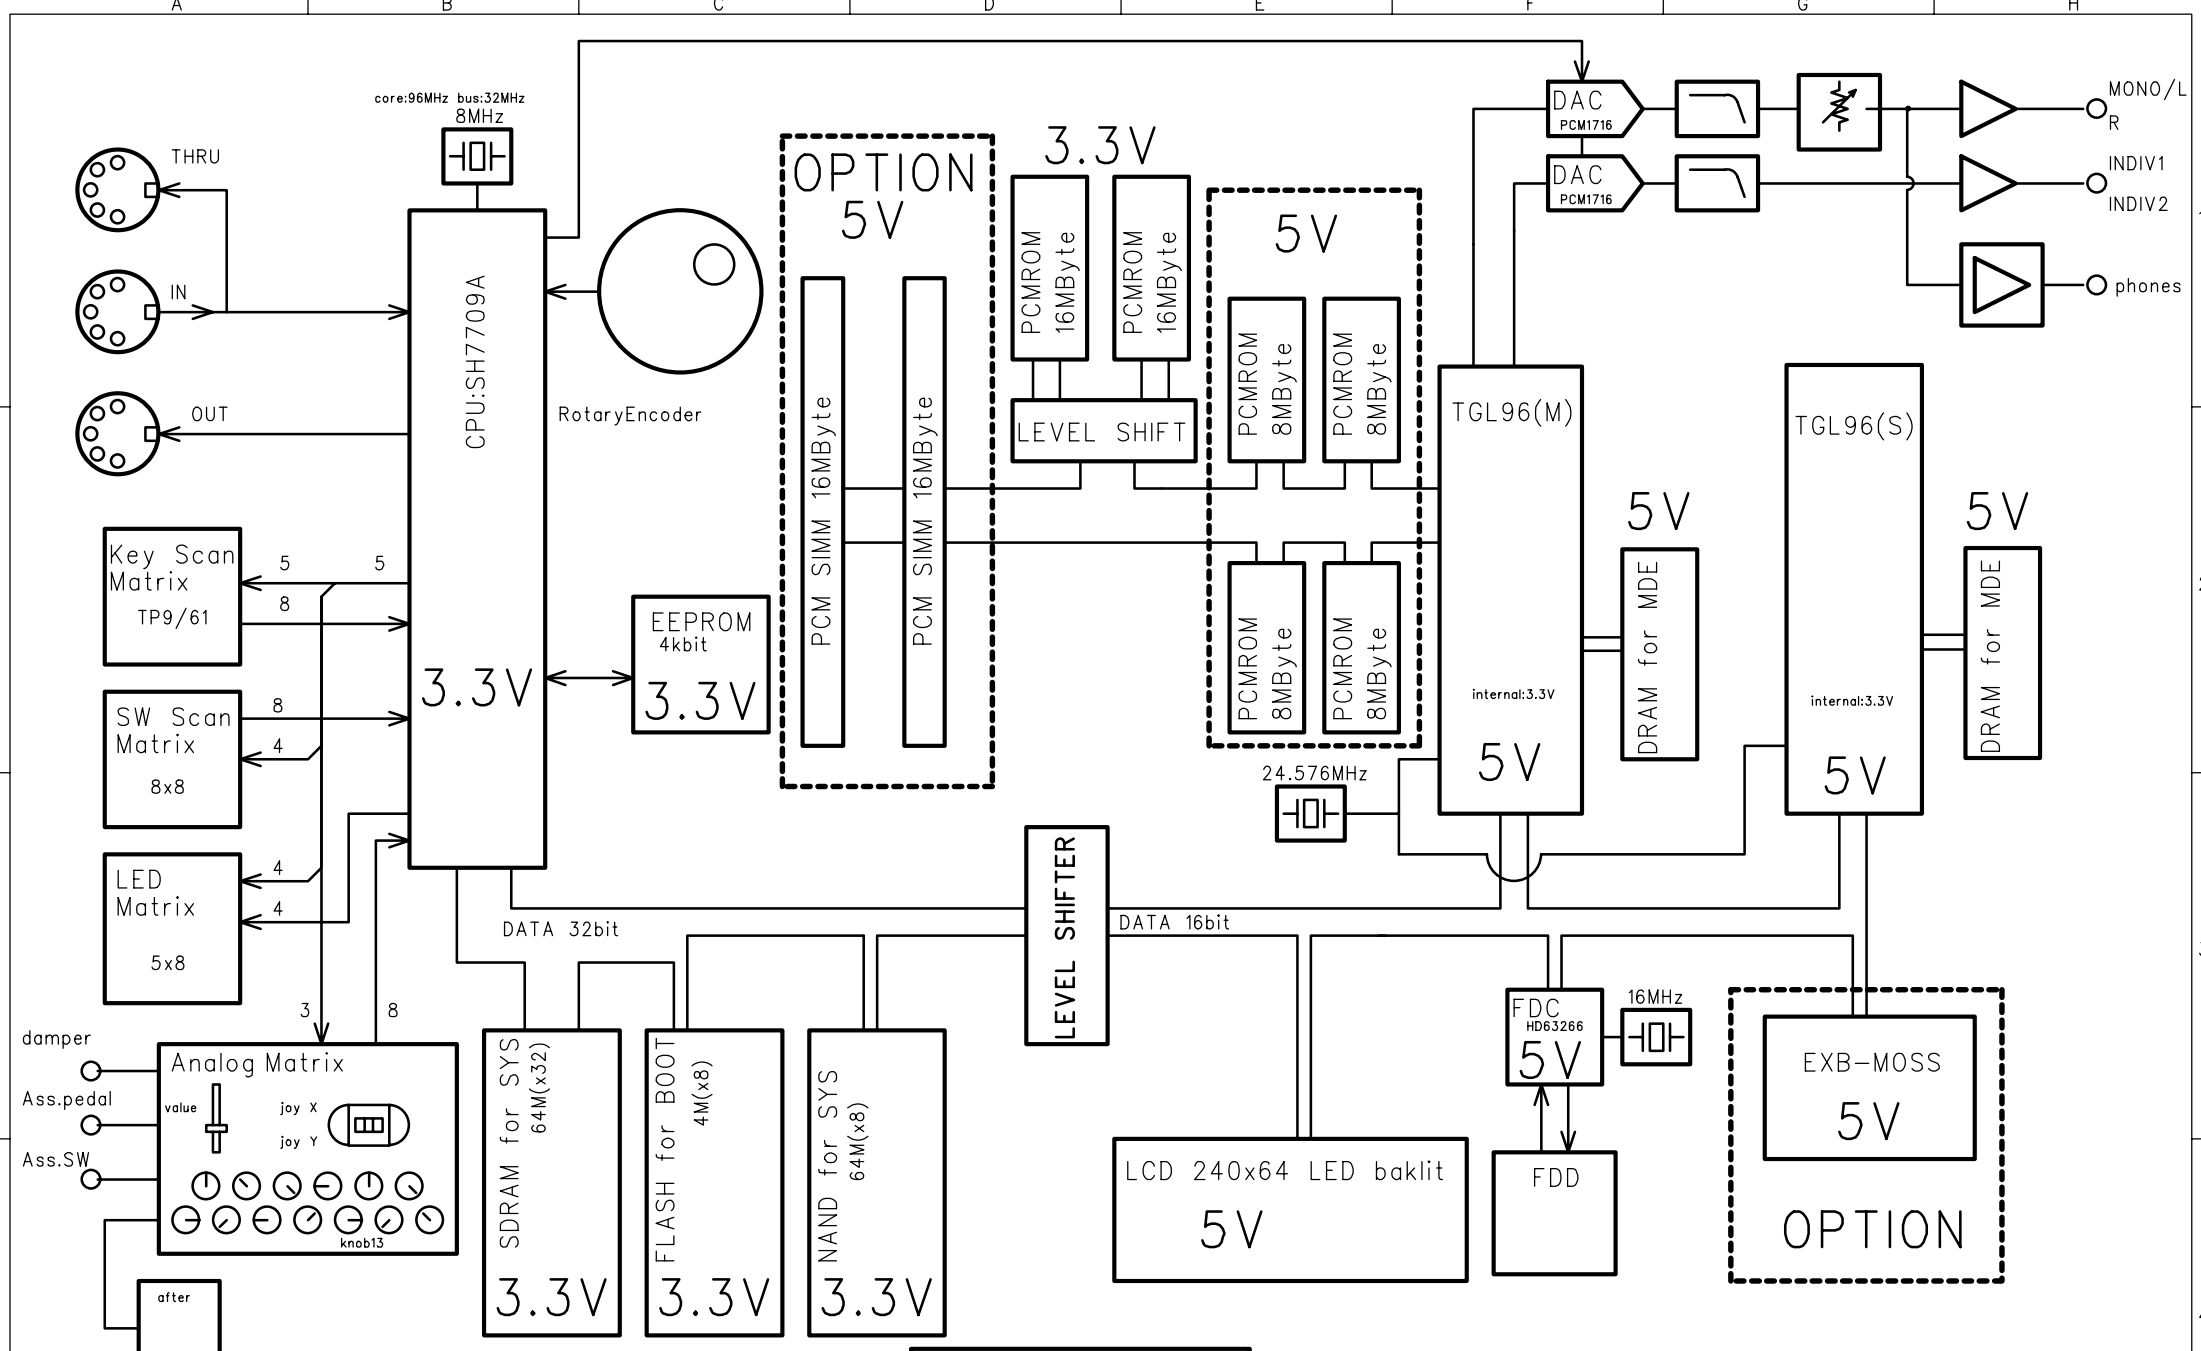 A
B
C
D
E
F
G
H
core:96MHz bus:32MHz
8MHz
THRU
IN
OUT
CPU:SH7709A
3.3V
RotaryEncoder
OPTION
5V
PCM SIMM 16MByte
PCM SIMM 16MByte
3.3V
PCMROM
16MByte
PCMROM
16MByte
LEVEL SHIFT
5V
PCMROM
8MByte
PCMROM
8MByte
PCMROM
8MByte
PCMROM
8MByte
DAC
PCM1716
DAC
PCM1716
MONO/L
R
INDIV1
INDIV2
phones
TGL96(M)
internal:3.3V
5V
5V
DRAM for MDE
TGL96(S)
internal:3.3V
5V
5V
DRAM for MDE
24.576MHz
Key Scan
Matrix
TP9/61
5
5
8
SW Scan
Matrix
8x8
8
4
LED
Matrix
5x8
4
4
3
8
EEPROM
4kbit
3.3V
DATA 32bit
LEVEL SHIFTER
DATA 16bit
damper
Ass.pedal
Ass.SW
Analog Matrix
value
joy X
joy Y
knob13
after
SDRAM for SYS
64M(x32)
3.3V
FLASH for BOOT
4M(x8)
3.3V
NAND for SYS
64M(x8)
3.3V
LCD 240x64 LED baklit
5V
FDC
HD63266
5V
16MHz
FDD
EXB-MOSS
5V
OPTION